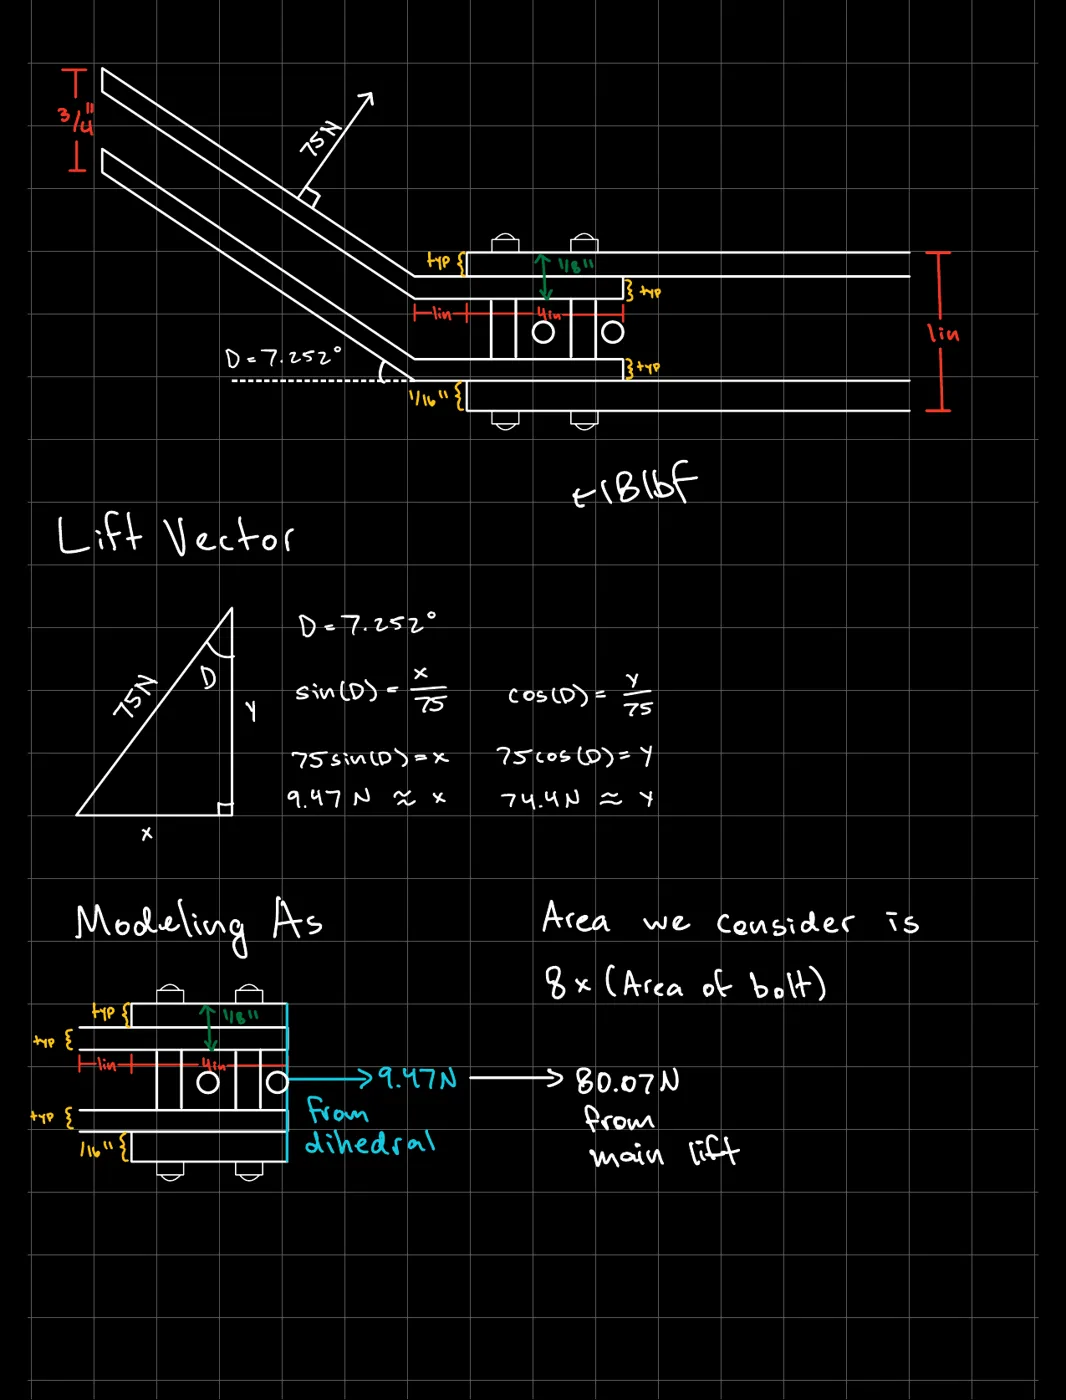 3/4"
75N
typ
1/8"
typ
1in
4in
1in
D = 7.252°
typ
1/16"
←18lbf
Lift Vector
D = 7.252°
75N
D
sin(D) = x/75
cos(D) = y/75
y
75sin(D) = x
75cos(D) = y
9.47 N ≈ x
74.4N ≈ y
x
Modeling As
Area we consider is
8 x (Area of bolt)
typ
1/8"
typ
1in
4in
→ 9.47N → 80.07N
typ
From
dihedral
from
main lift
1/16"